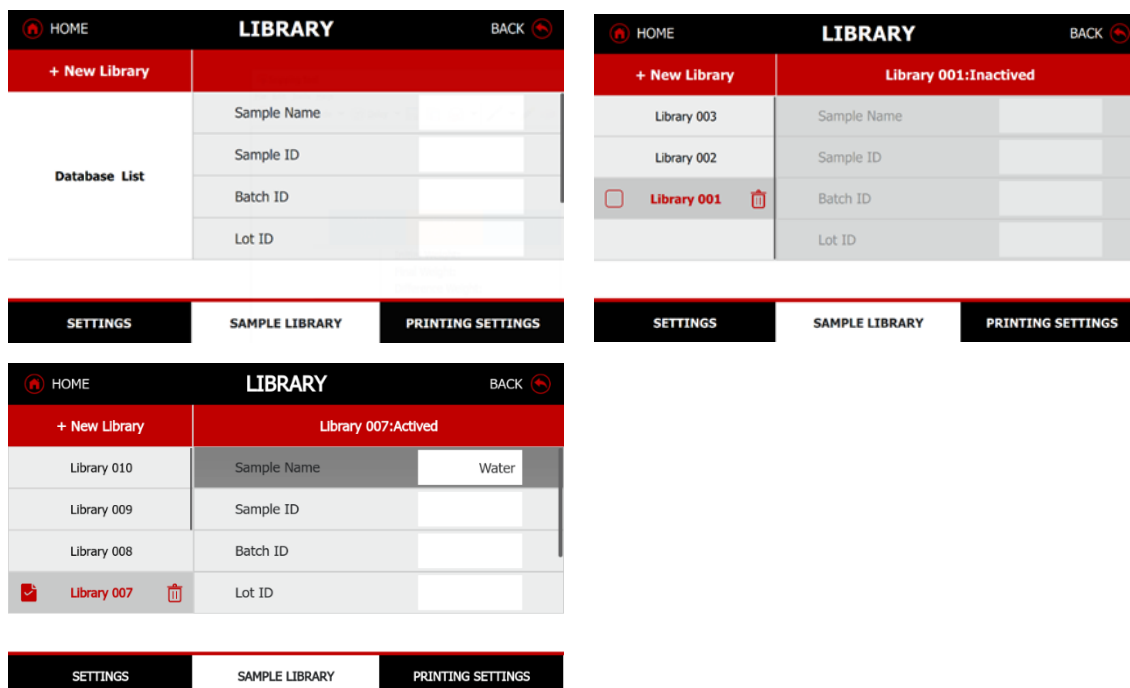 HOME LIBRARY BACK
+ New Library
Database List
Sample Name
Sample ID
Batch ID
Lot ID
SETTINGS SAMPLE LIBRARY PRINTING SETTINGS
HOME LIBRARY BACK
+ New Library Library 001:Inactived
Library 003 Sample Name
Library 002 Sample ID
Library 001 Batch ID
Lot ID
SETTINGS SAMPLE LIBRARY PRINTING SETTINGS
HOME LIBRARY BACK
+ New Library Library 007:Actived
Library 010 Sample Name Water
Library 009 Sample ID
Library 008 Batch ID
Library 007 Lot ID
SETTINGS SAMPLE LIBRARY PRINTING SETTINGS